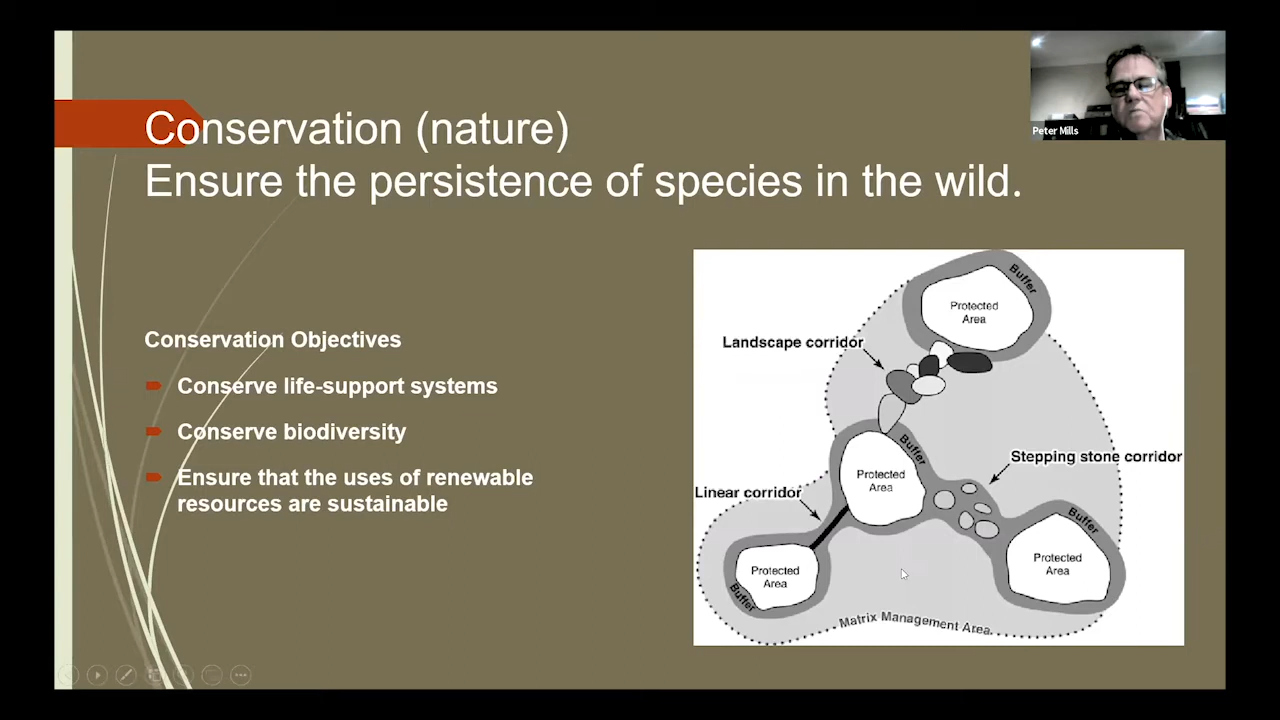 Conservation (nature)
Ensure the persistence of species in the wild.
Peter Mills
Conservation Objectives
Conserve life-support systems
Conserve biodiversity
Ensure that the uses of renewable
resources are sustainable
Buffer
Protected
Area
Landscape corridor
Buffer
Protected
Area
Stepping stone corridor
Linear corridor
Buffer
Protected
Area
Protected
Area
Buffer
Matrix Management Area